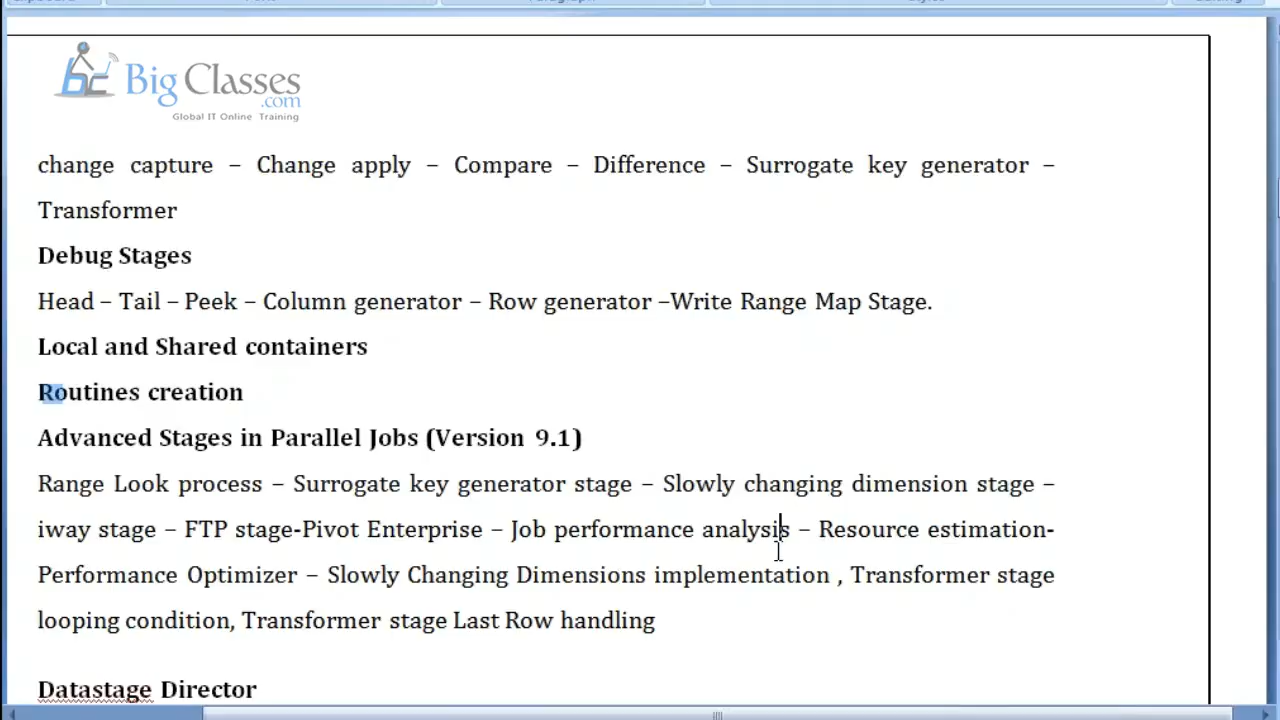 Big Classes
.com
Global IT Online Training
change capture – Change apply – Compare – Difference – Surrogate key generator –
Transformer
Debug Stages
Head – Tail – Peek – Column generator – Row generator –Write Range Map Stage.
Local and Shared containers
Routines creation
Advanced Stages in Parallel Jobs (Version 9.1)
Range Look process – Surrogate key generator stage – Slowly changing dimension stage –
iway stage – FTP stage-Pivot Enterprise – Job performance analysis – Resource estimation-
Performance Optimizer – Slowly Changing Dimensions implementation , Transformer stage
looping condition, Transformer stage Last Row handling
Datastage Director